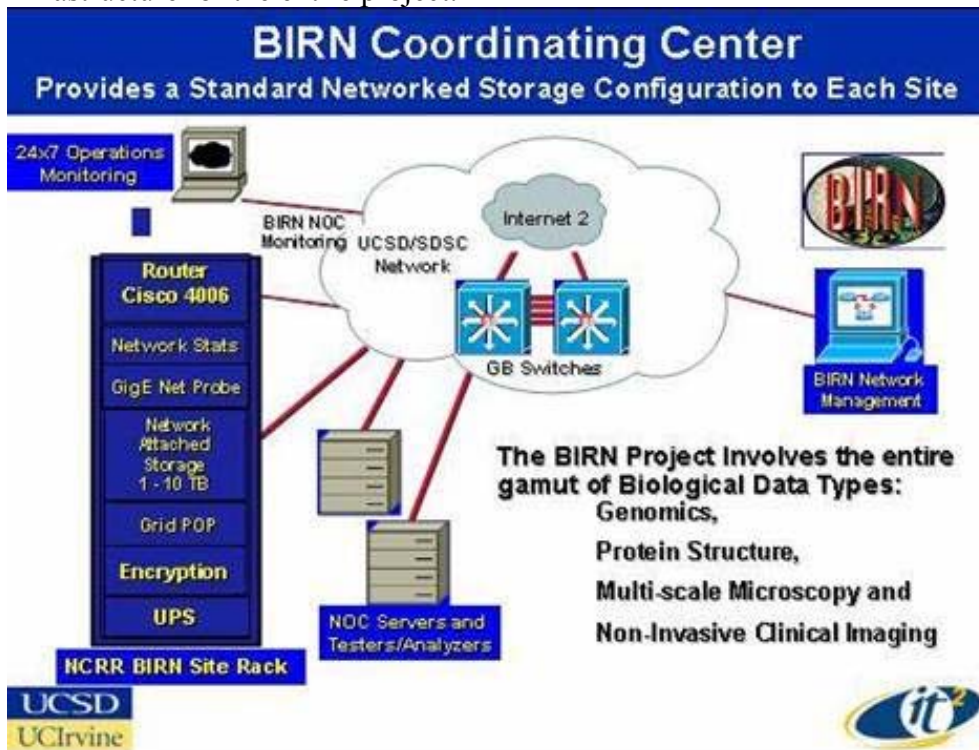 BIRN Coordinating Center
Provides a Standard Networked Storage Configuration to Each Site
24x7 Operations
Monitoring
BIRN NOC
Monitoring
UCSD/SDSC
Network
Internet 2
GB Switches
BIRN
BIRN Network
Management
Router
Cisco 4006
Network Stats
GigE Net Probe
Network
Attached
Storage
1 - 10 TB
Grid POP
Encryption
UPS
NCRR BIRN Site Rack
NOC Servers and
Testers/Analyzers
The BIRN Project Involves the entire
gamut of Biological Data Types:
Genomics,
Protein Structure,
Multi-scale Microscopy and
Non-Invasive Clinical Imaging
UCSD
UCIrvine
it2